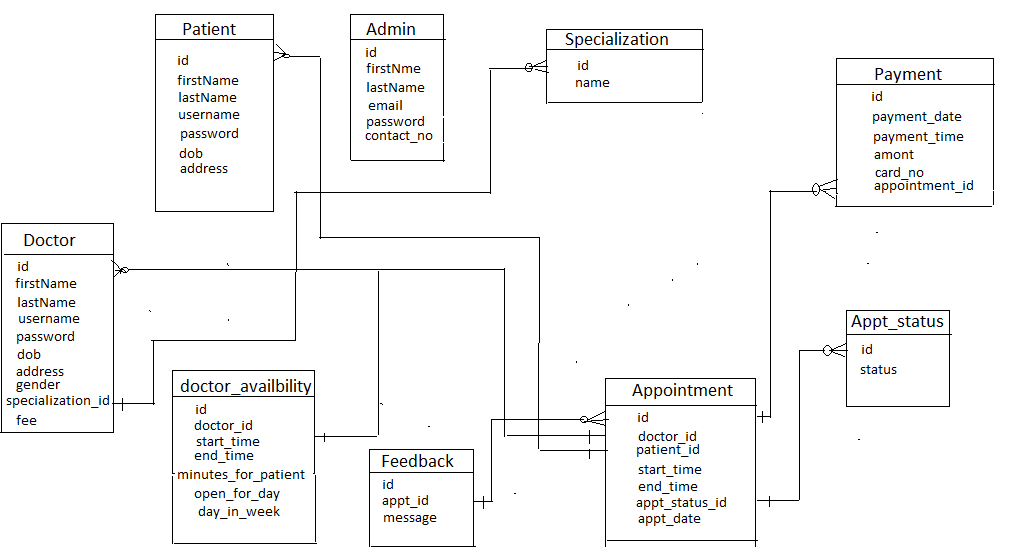 Patient
id
firstName
lastName
username
password
dob
address
Admin
id
firstNme
lastName
email
password
contact_no
Specialization
id
name
Payment
id
payment_date
payment_time
amont
card_no
appointment_id
Doctor
id
firstName
lastName
username
password
dob
address
gender
specialization_id
fee
doctor_availbility
id
doctor_id
start_time
end_time
minutes_for_patient
open_for_day
day_in_week
Feedback
id
appt_id
message
Appointment
id
doctor_id
patient_id
start_time
end_time
appt_status_id
appt_date
Appt_status
id
status